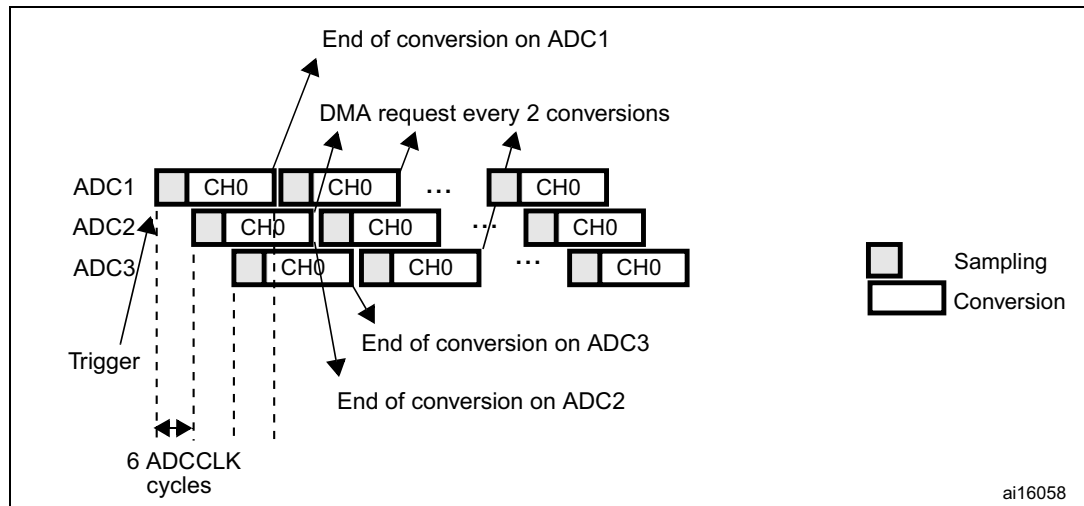 End of conversion on ADC1
DMA request every 2 conversions
ADC1 CH0 CH0 ... CH0
ADC2 CH0 CH0 ... CH0
ADC3 CH0 CH0 ... CH0
Sampling
Conversion
Trigger
End of conversion on ADC3
End of conversion on ADC2
6 ADCCLK
cycles
ai16058